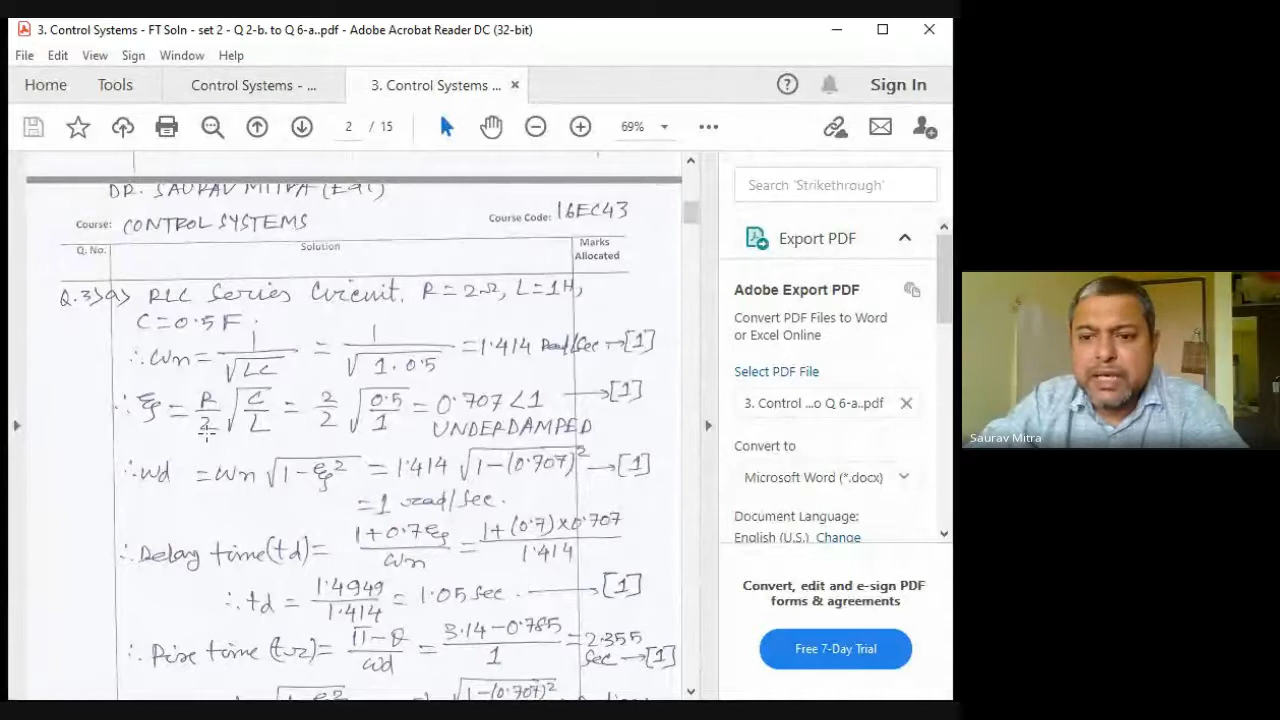 3. Control Systems - FT Soln - set 2 - Q 2-b. to Q 6-a..pdf - Adobe Acrobat Reader DC (32-bit)
File Edit View Sign Window Help
Home Tools Control Systems - ... 3. Control Systems ... × Sign In
2 / 15 69%
DR. SAURAV MITRA
Course: CONTROL SYSTEMS Course Code: 16EC43
Q. No. Solution Marks Allocated
Q.3>a> RLC Series Circuit. R = 2Ω, L = 1H,
C = 0.5 F.
∴ ωn = 1/√LC = 1/√1·0.5 = 1.414 Rad/sec → [1]
∴ ξ = R/2 √C/L = 2/2 √0.5/1 = 0.707 < 1 → [1]
UNDERDAMPED
∴ ωd = ωn √1-ξ² = 1.414 √1-(0.707)² → [1]
= 1 rad/sec.
∴ Delay time (td) = 1+0.7ξ/ωn = 1+(0.7)×0.707/1.414
∴ td = 1.4949/1.414 = 1.05 sec. → [1]
∴ Rise time (tr) = π-θ/ωd = 3.14-0.785/1 = 2.355 sec → [1]
√1-(0.707)²
Search 'Strikethrough'
Export PDF
Adobe Export PDF
Convert PDF Files to Word
or Excel Online
Select PDF File
3. Control ...o Q 6-a..pdf ×
Convert to
Microsoft Word (*.docx)
Document Language:
English (U.S.) Change
Convert, edit and e-sign PDF
forms & agreements
Free 7-Day Trial
Saurav Mitra